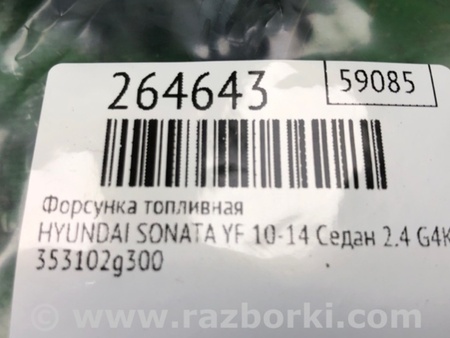 264643
59085
Форсунка топливная
HYUNDAI SONATA YF 10-14 Седан 2.4 G4K
353102g300
www.razborki.com